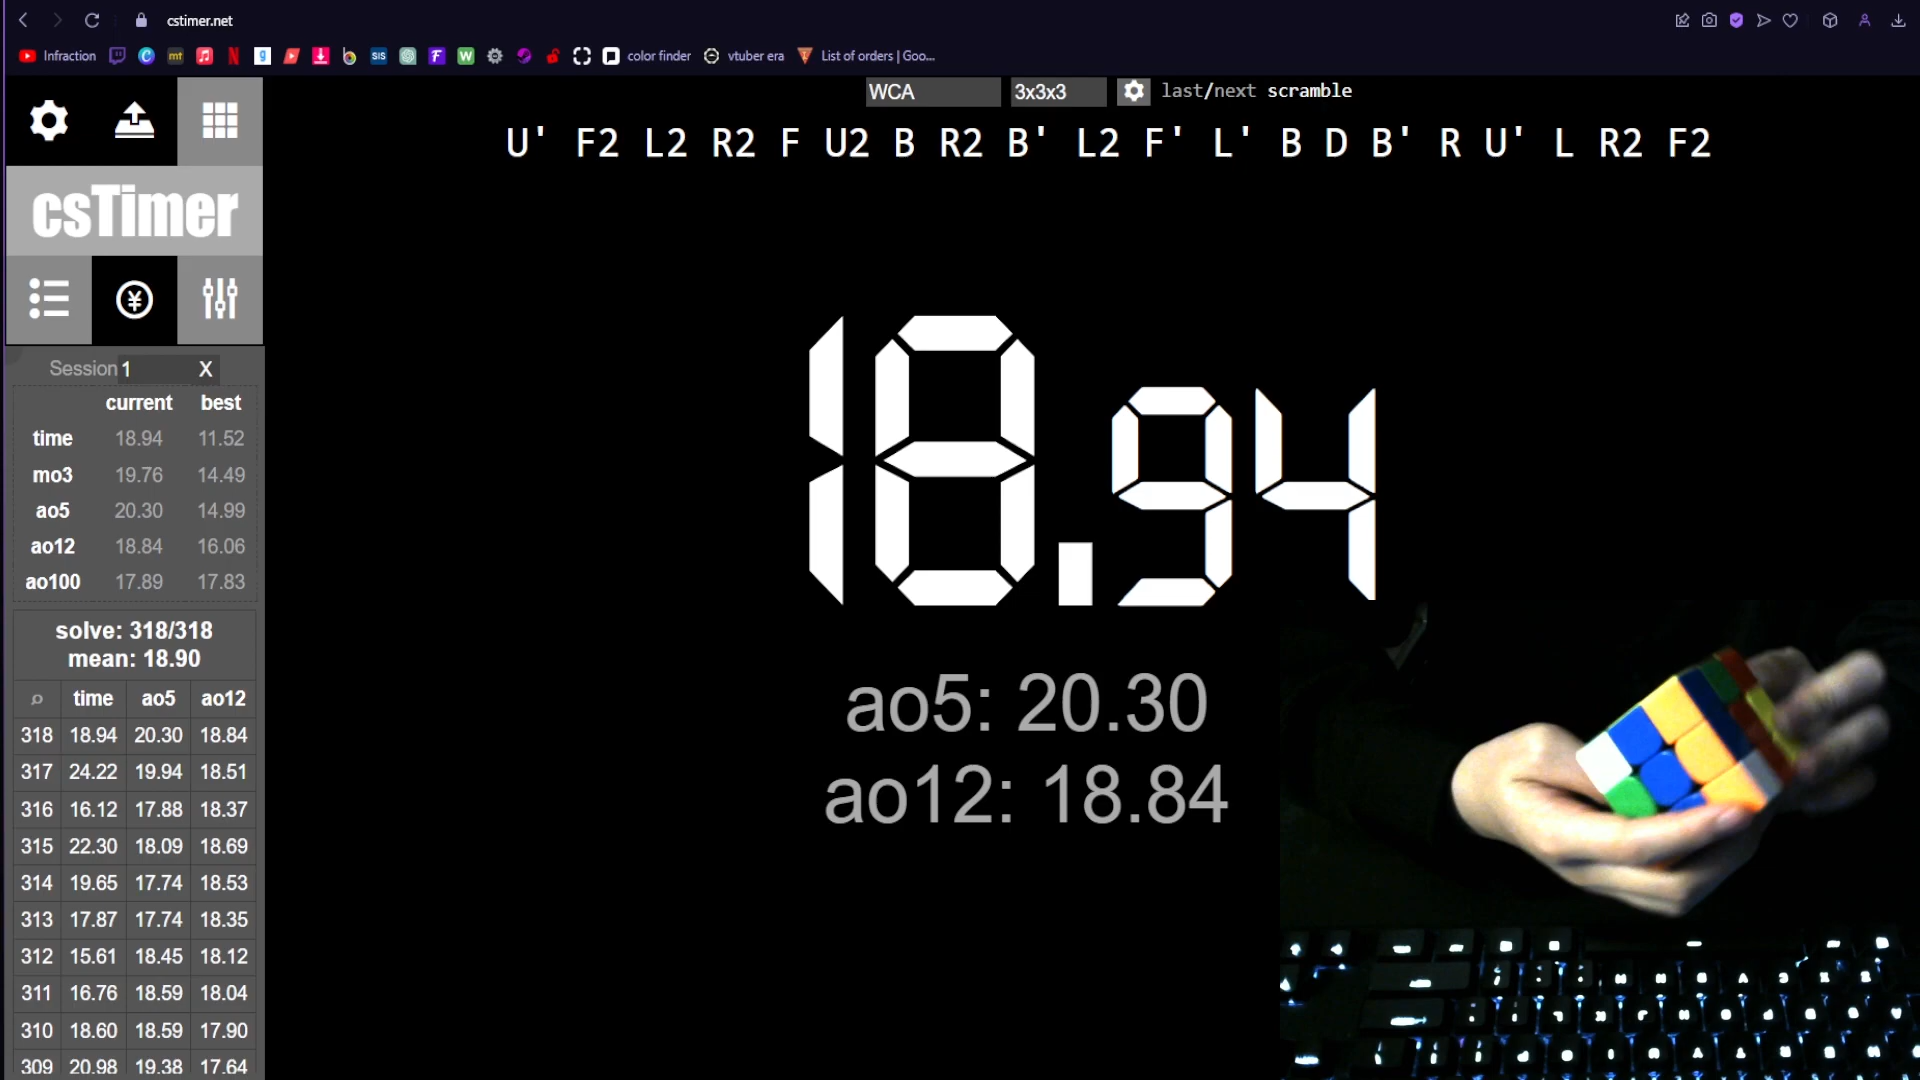 cstimer.net
Infraction mt SIS color finder vtuber era List of orders | Goo...
WCA 3x3x3 last/next scramble
U' F2 L2 R2 F U2 B R2 B' L2 F' L' B D B' R U' L R2 F2
csTimer
Session 1 X
current best
time 18.94 11.52
mo3 19.76 14.49
ao5 20.30 14.99
ao12 18.84 16.06
ao100 17.89 17.83
solve: 318/318
mean: 18.90
time ao5 ao12
318 18.94 20.30 18.84
317 24.22 19.94 18.51
316 16.12 17.88 18.37
315 22.30 18.09 18.69
314 19.65 17.74 18.53
313 17.87 17.74 18.35
312 15.61 18.45 18.12
311 16.76 18.59 18.04
310 18.60 18.59 17.90
309 20.98 19.38 17.64
18.94
ao5: 20.30
ao12: 18.84